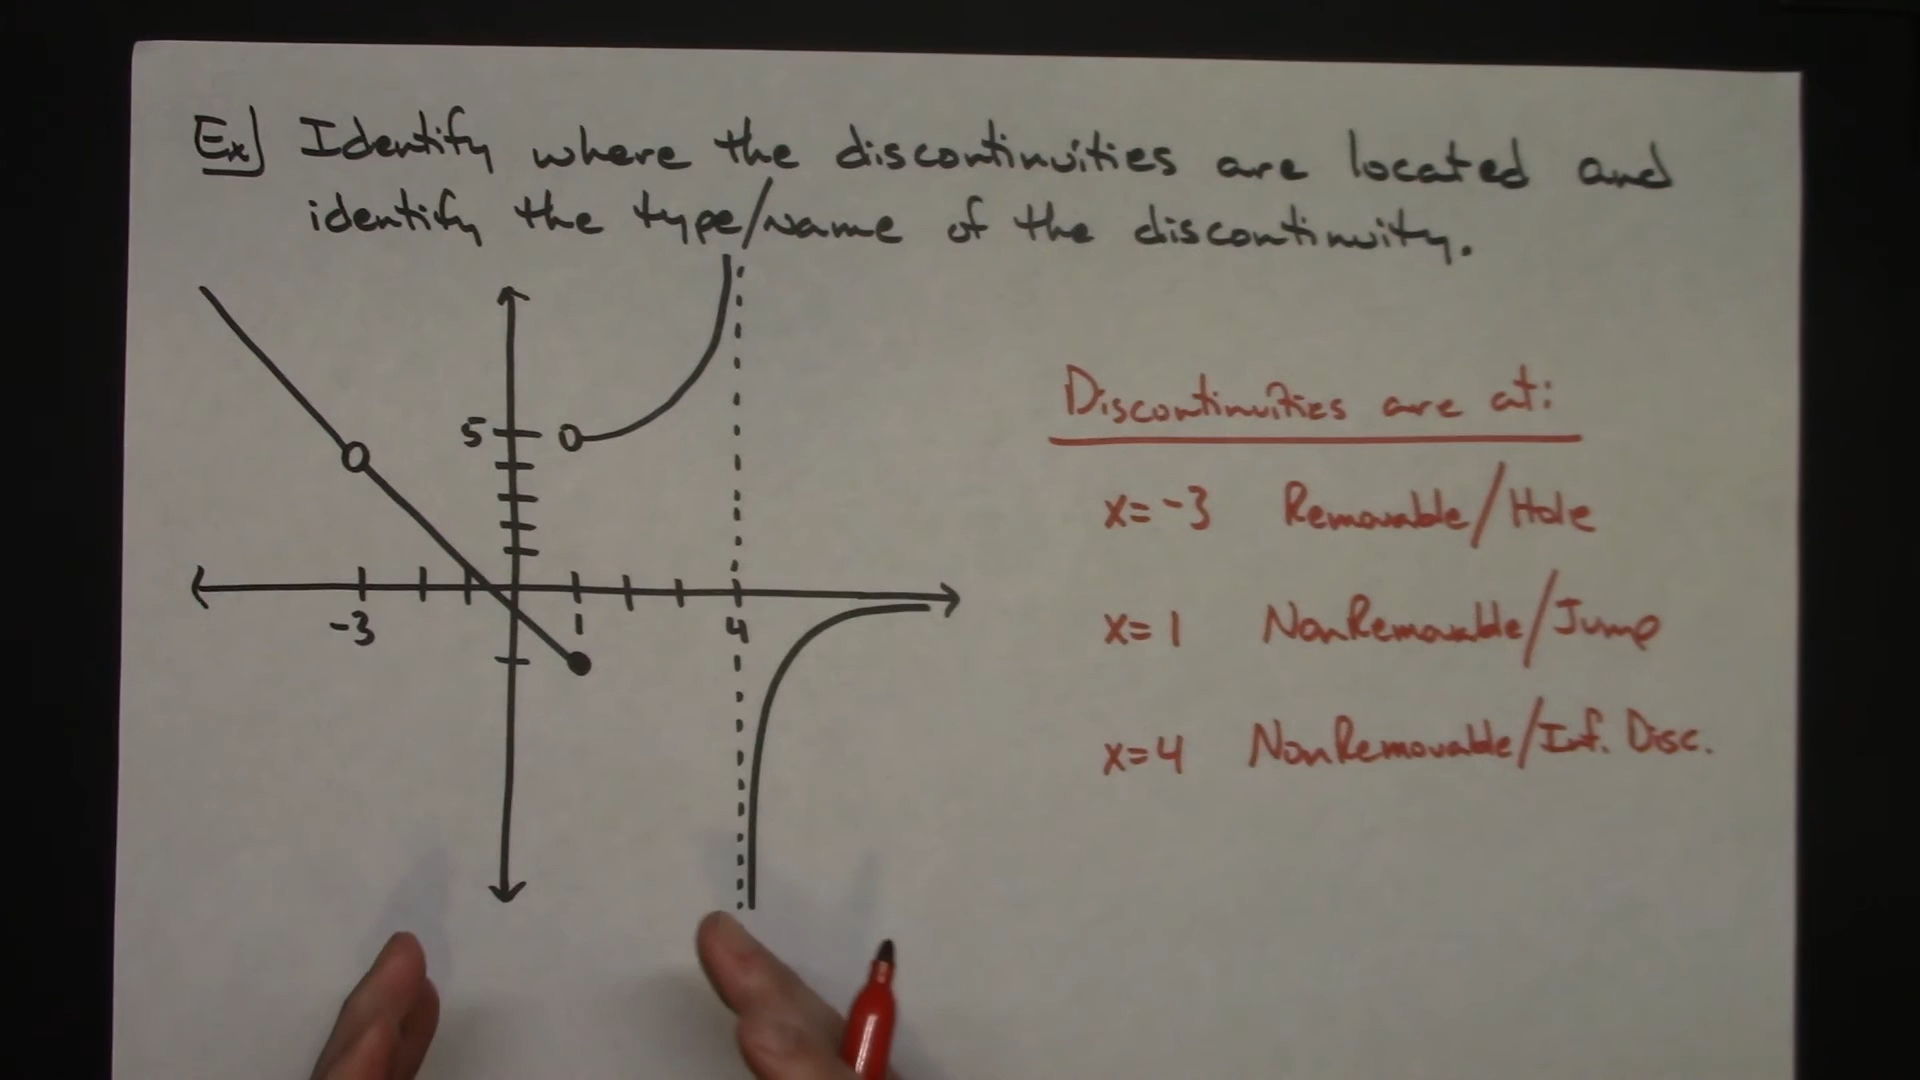 Ex) Identify where the discontinuities are located and
identify the type/name of the discontinuity.
5
-3
1
4
Discontinuities are at:
x=-3 Removable/Hole
x=1 NonRemovable/Jump
x=4 NonRemovable/Inf. Disc.